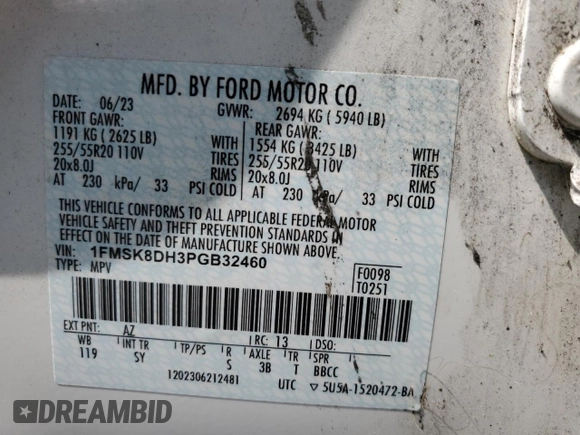 MFD. BY FORD MOTOR CO.
DATE: 06/23 GVWR: 2694 KG ( 5940 LB)
FRONT GAWR: REAR GAWR:
1191 KG ( 2625 LB) 1554 KG ( 3425 LB)
255/55R20 110V TIRES 255/55R20 110V TIRES
20x8.0J RIMS 20x8.0J RIMS
AT 230 kPa/ 33 PSI COLD AT 230 kPa/ 33 PSI COLD
THIS VEHICLE CONFORMS TO ALL APPLICABLE FEDERAL MOTOR
VEHICLE SAFETY AND THEFT PREVENTION STANDARDS IN
EFFECT ON THE DATE OF MANUFACTURE SHOWN ABOVE.
VIN: 1FMSK8DH3PGB32460
TYPE: MPV
F0098
T0251
EXT PNT: AZ RC: 13 DSO:
WB INT TR TP/PS R AXLE TR SPR
119 SY S 3B T BBCC
1202306212481 UTC ▽ 5U5A-1520472-BA
DREAMBID